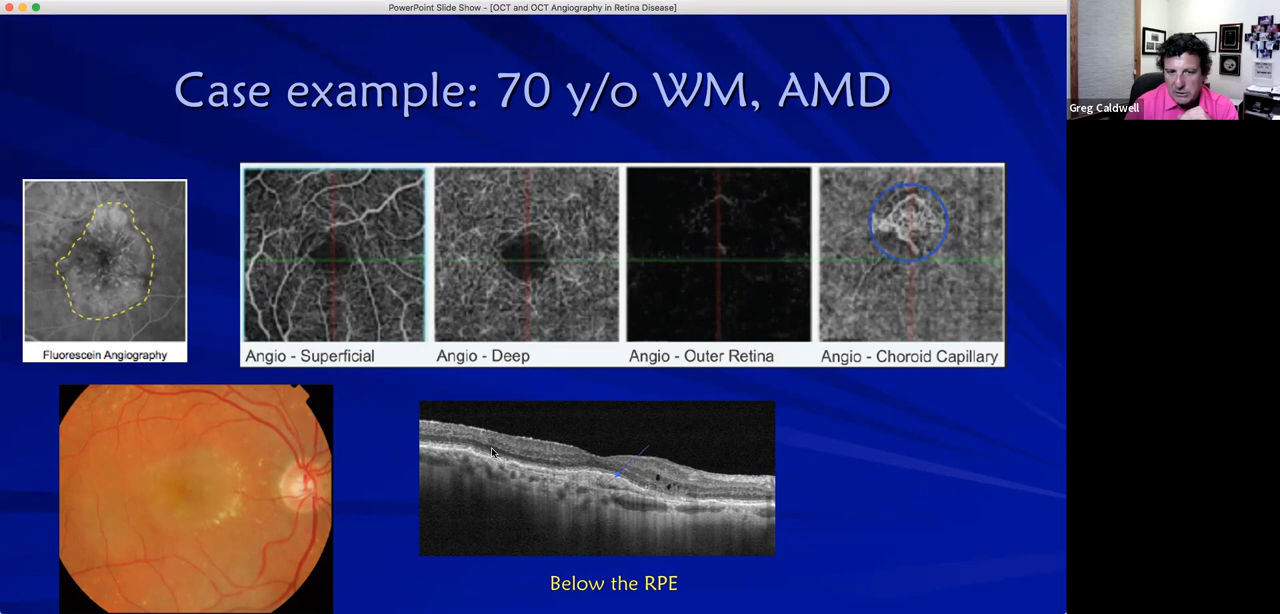 PowerPoint Slide Show - [OCT and OCT Angiography in Retina Disease]
Greg Caldwell
Case example: 70 y/o WM, AMD
Fluorescein Angiography
Angio - Superficial
Angio - Deep
Angio - Outer Retina
Angio - Choroid Capillary
Below the RPE